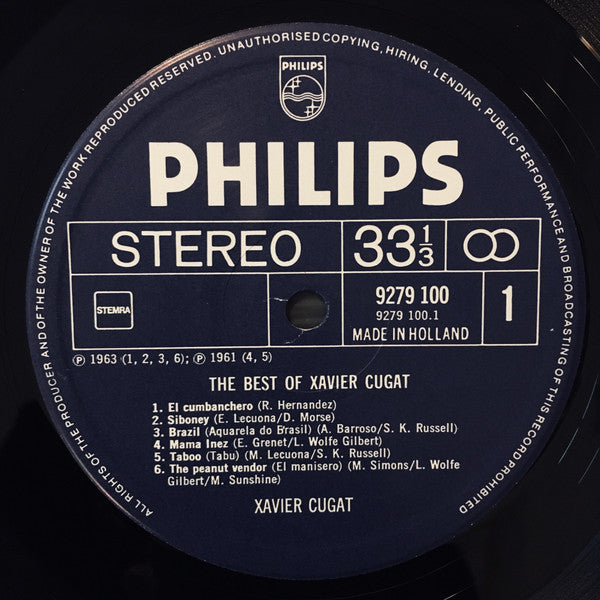 ALL RIGHTS OF THE PRODUCER AND OF THE OWNER OF THE WORK REPRODUCED RESERVED. UNAUTHORISED COPYING, HIRING, LENDING, PUBLIC PERFORMANCE AND BROADCASTING OF THIS RECORD PROHIBITED
PHILIPS
PHILIPS
STEREO 33⅓
STEMRA 9279 100 1
9279 100.1
MADE IN HOLLAND
℗ 1963 (1, 2, 3, 6); ℗ 1961 (4, 5)
THE BEST OF XAVIER CUGAT
1. El cumbanchero (R. Hernandez)
2. Siboney (E. Lecuona/D. Morse)
3. Brazil (Aquarela do Brasil) (A. Barroso/S. K. Russell)
4. Mama Inez (E. Grenet/L. Wolfe Gilbert)
5. Taboo (Tabu) (M. Lecuona/S. K. Russell)
6. The peanut vendor (El manisero) (M. Simons/L. Wolfe
Gilbert/M. Sunshine)
XAVIER CUGAT